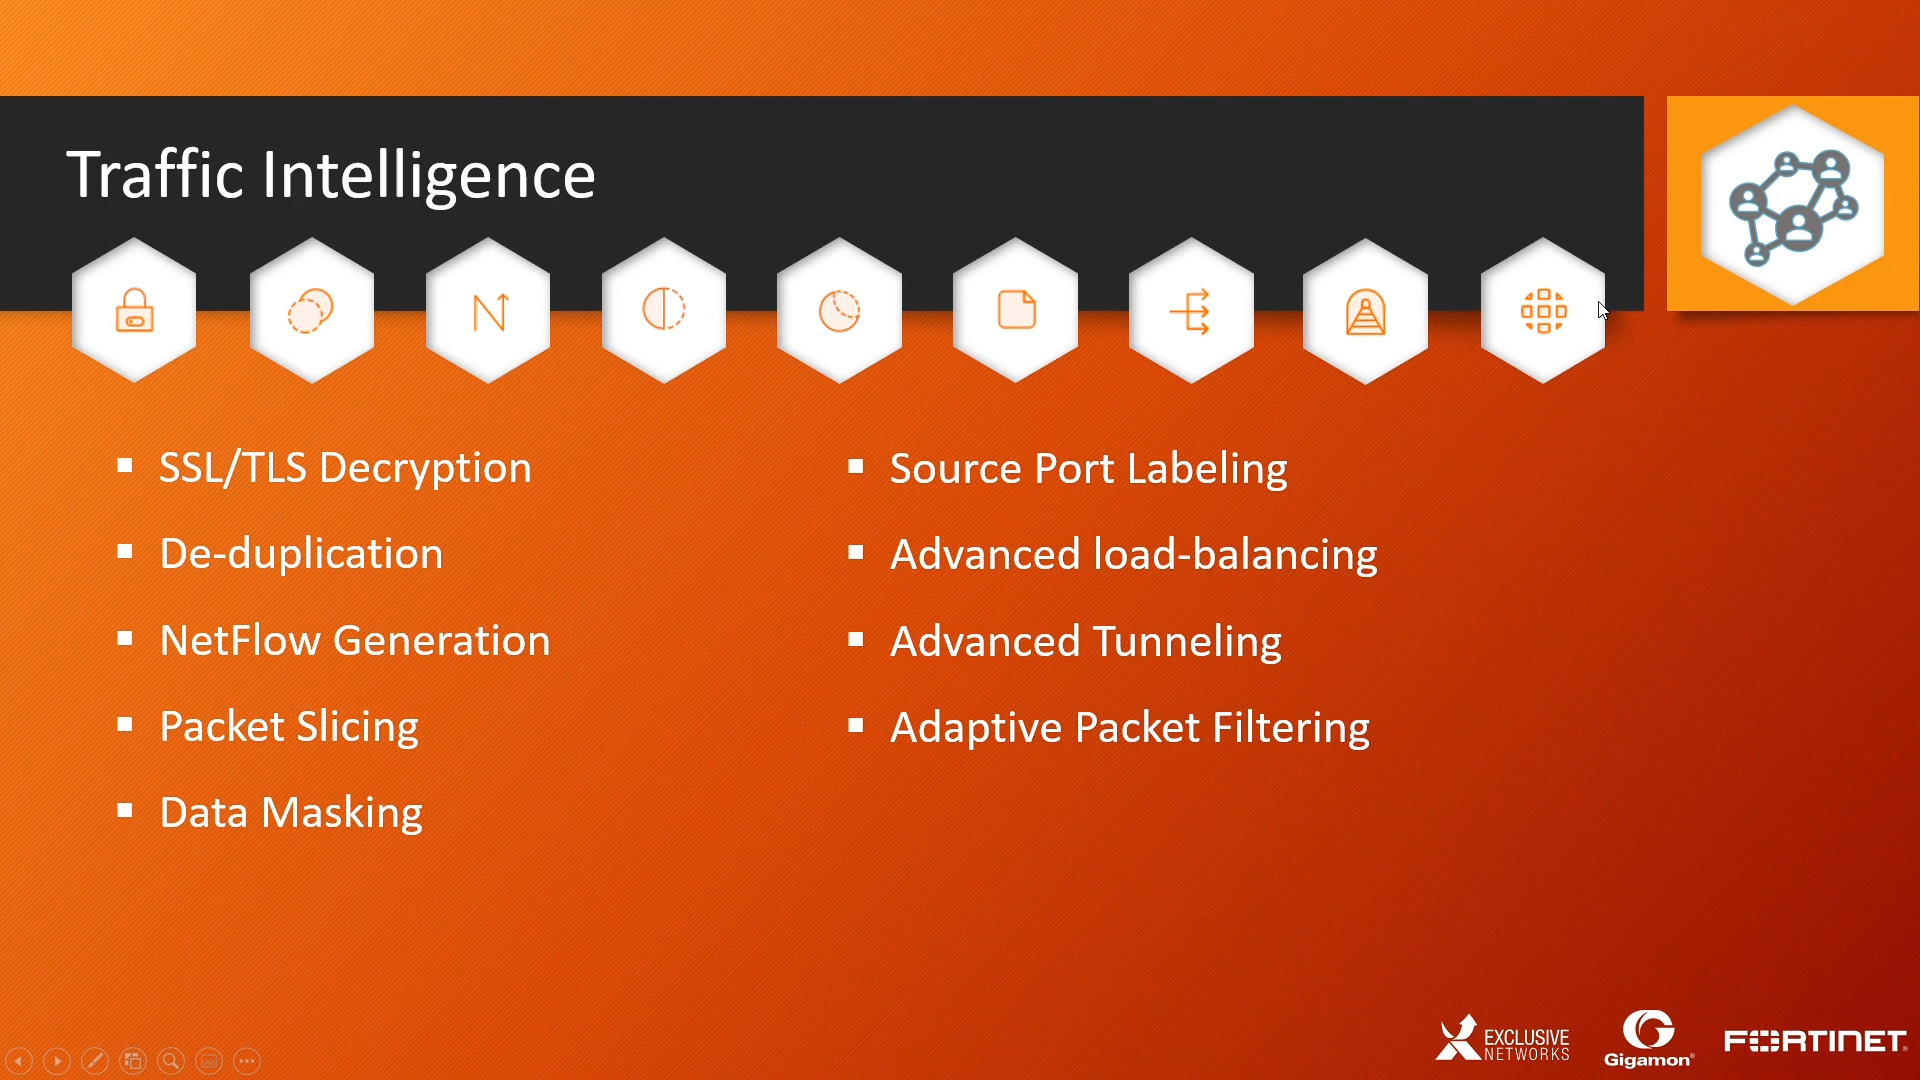 Traffic Intelligence
SSL/TLS Decryption
De-duplication
NetFlow Generation
Packet Slicing
Data Masking
Source Port Labeling
Advanced load-balancing
Advanced Tunneling
Adaptive Packet Filtering
EXCLUSIVE
NETWORKS
Gigamon®
FORTINET®